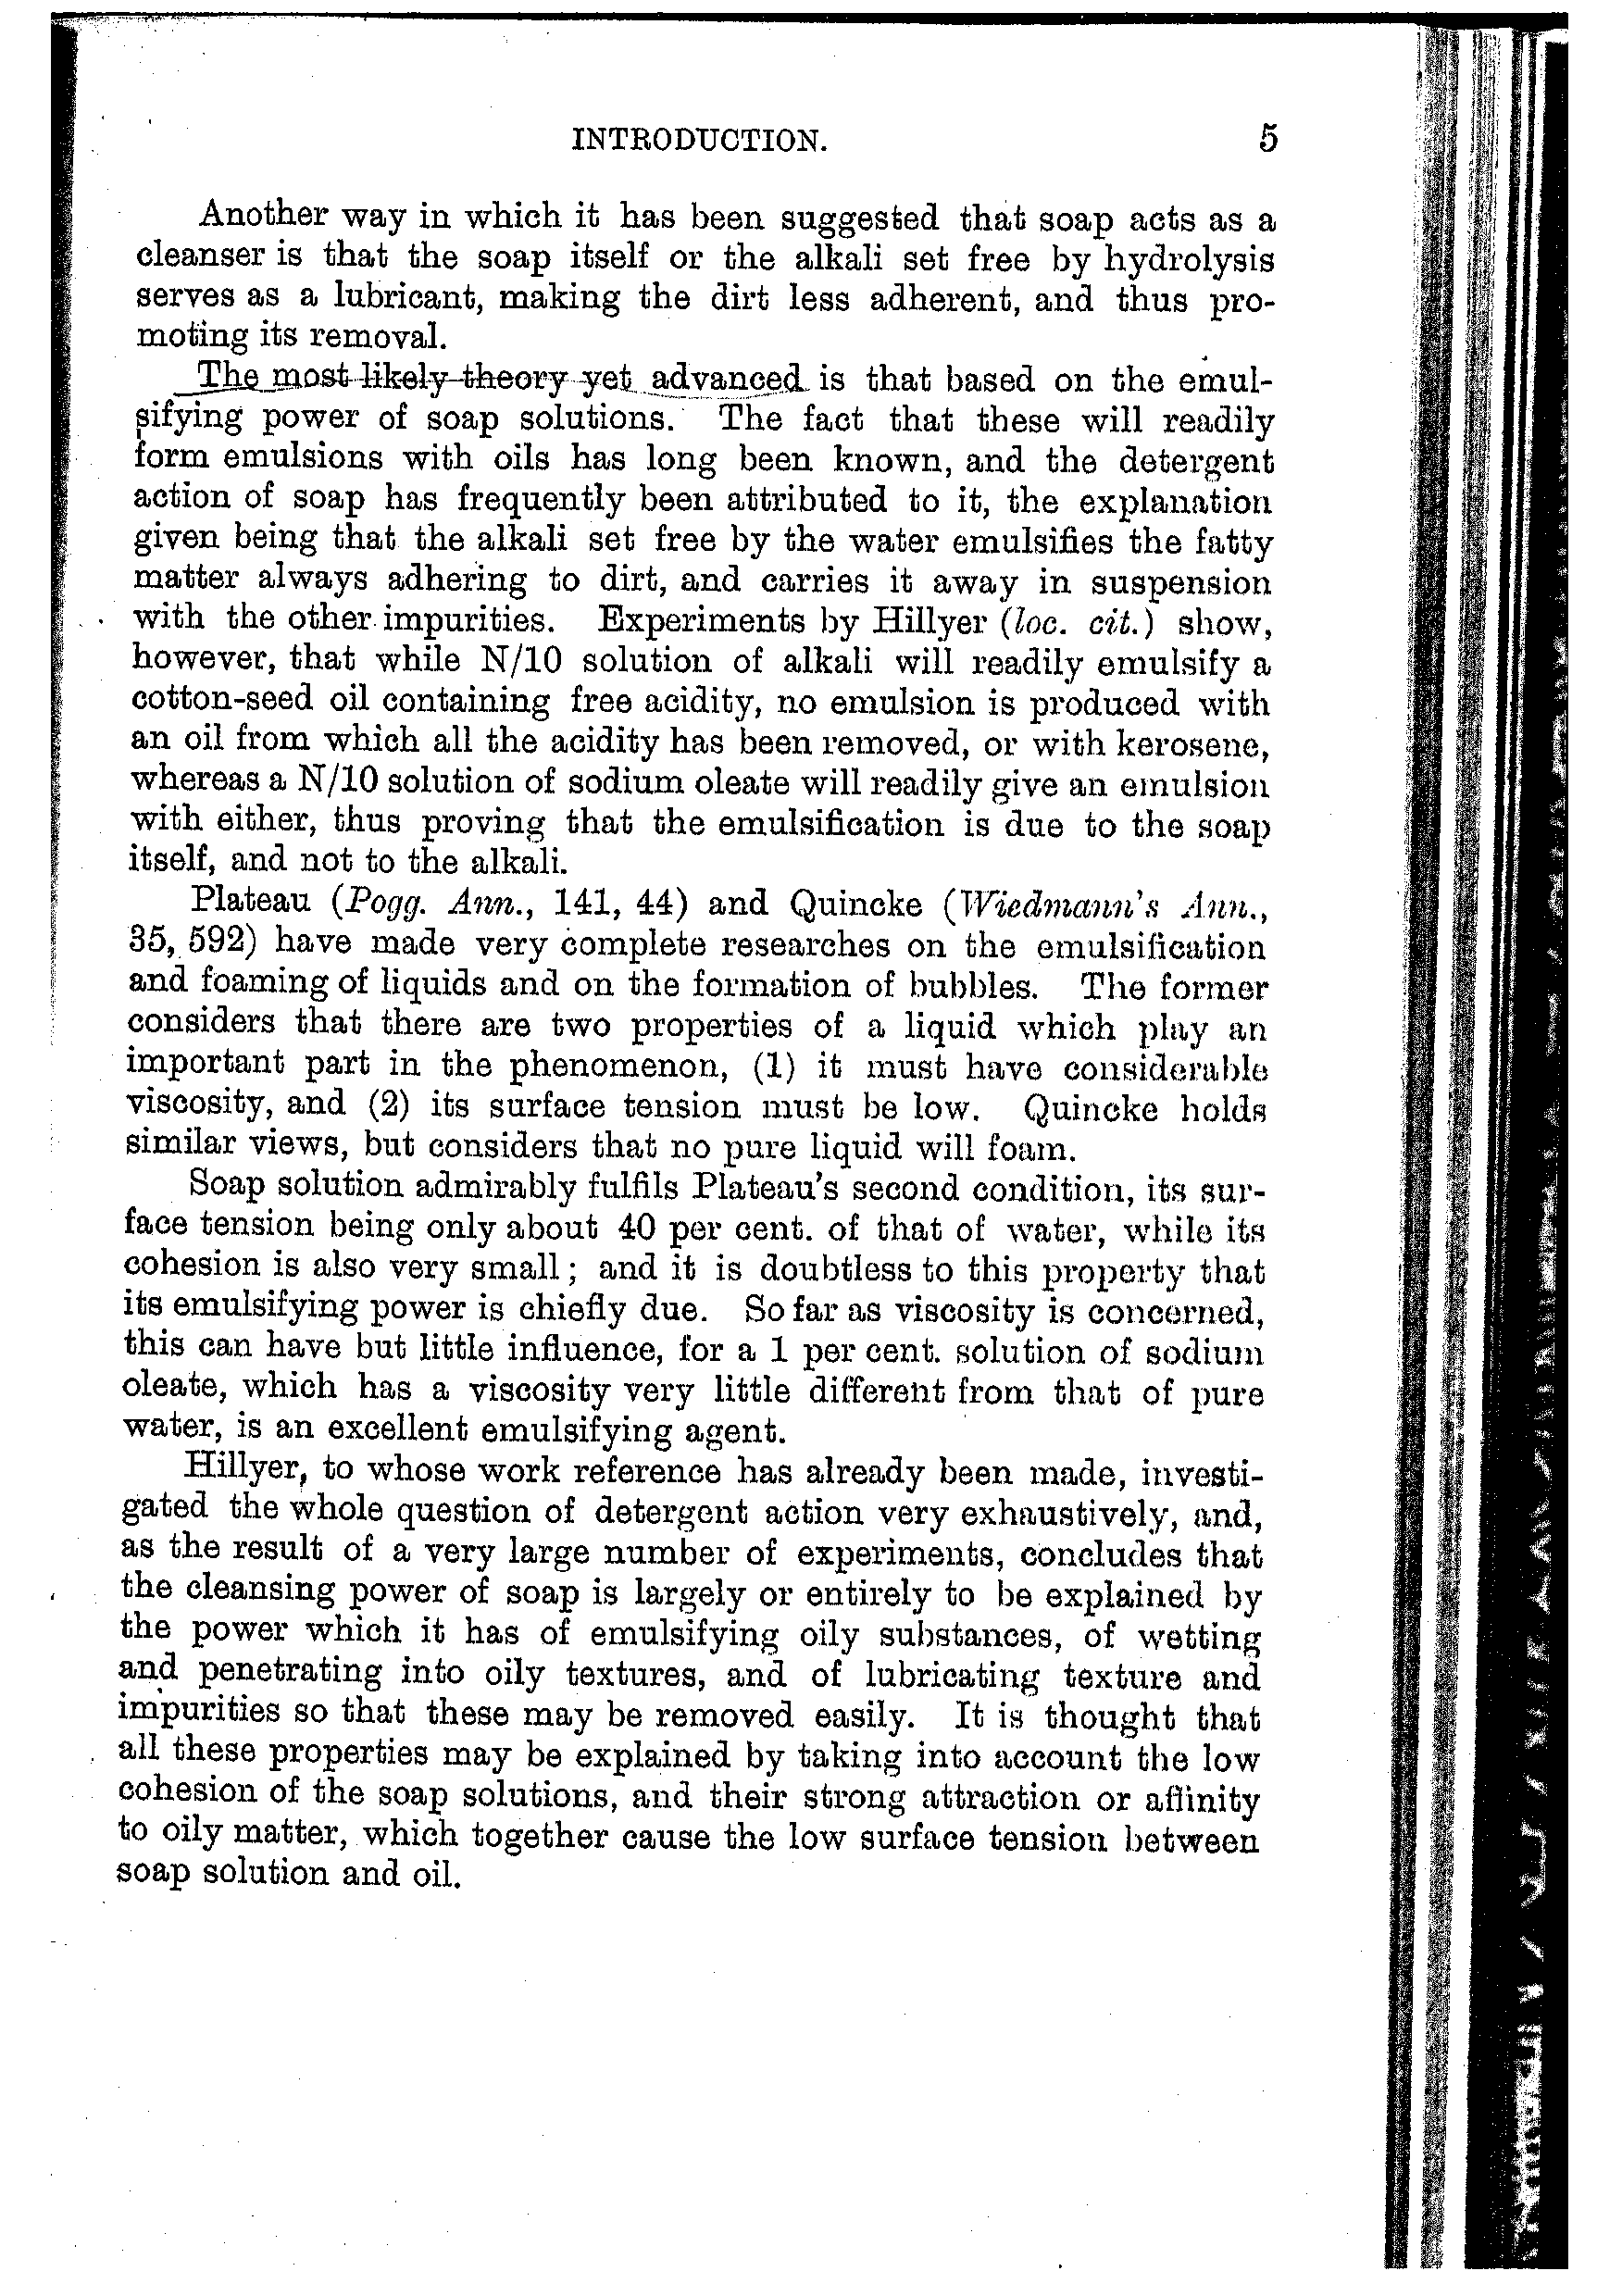 INTRODUCTION. 5
Another way in which it has been suggested that soap acts as a
cleanser is that the soap itself or the alkali set free by hydrolysis
serves as a lubricant, making the dirt less adherent, and thus pro-
moting its removal.
The most likely theory yet advanced is that based on the emul-
sifying power of soap solutions. The fact that these will readily
form emulsions with oils has long been known, and the detergent
action of soap has frequently been attributed to it, the explanation
given being that the alkali set free by the water emulsifies the fatty
matter always adhering to dirt, and carries it away in suspension
with the other impurities. Experiments by Hillyer (loc. cit.) show,
however, that while N/10 solution of alkali will readily emulsify a
cotton-seed oil containing free acidity, no emulsion is produced with
an oil from which all the acidity has been removed, or with kerosene,
whereas a N/10 solution of sodium oleate will readily give an emulsion
with either, thus proving that the emulsification is due to the soap
itself, and not to the alkali.
Plateau (Pogg. Ann., 141, 44) and Quincke (Wiedmann's Ann.,
35, 592) have made very complete researches on the emulsification
and foaming of liquids and on the formation of bubbles. The former
considers that there are two properties of a liquid which play an
important part in the phenomenon, (1) it must have considerable
viscosity, and (2) its surface tension must be low. Quincke holds
similar views, but considers that no pure liquid will foam.
Soap solution admirably fulfils Plateau's second condition, its sur-
face tension being only about 40 per cent. of that of water, while its
cohesion is also very small; and it is doubtless to this property that
its emulsifying power is chiefly due. So far as viscosity is concerned,
this can have but little influence, for a 1 per cent. solution of sodium
oleate, which has a viscosity very little different from that of pure
water, is an excellent emulsifying agent.
Hillyer, to whose work reference has already been made, investi-
gated the whole question of detergent action very exhaustively, and,
as the result of a very large number of experiments, concludes that
the cleansing power of soap is largely or entirely to be explained by
the power which it has of emulsifying oily substances, of wetting
and penetrating into oily textures, and of lubricating texture and
impurities so that these may be removed easily. It is thought that
all these properties may be explained by taking into account the low
cohesion of the soap solutions, and their strong attraction or affinity
to oily matter, which together cause the low surface tension between
soap solution and oil.